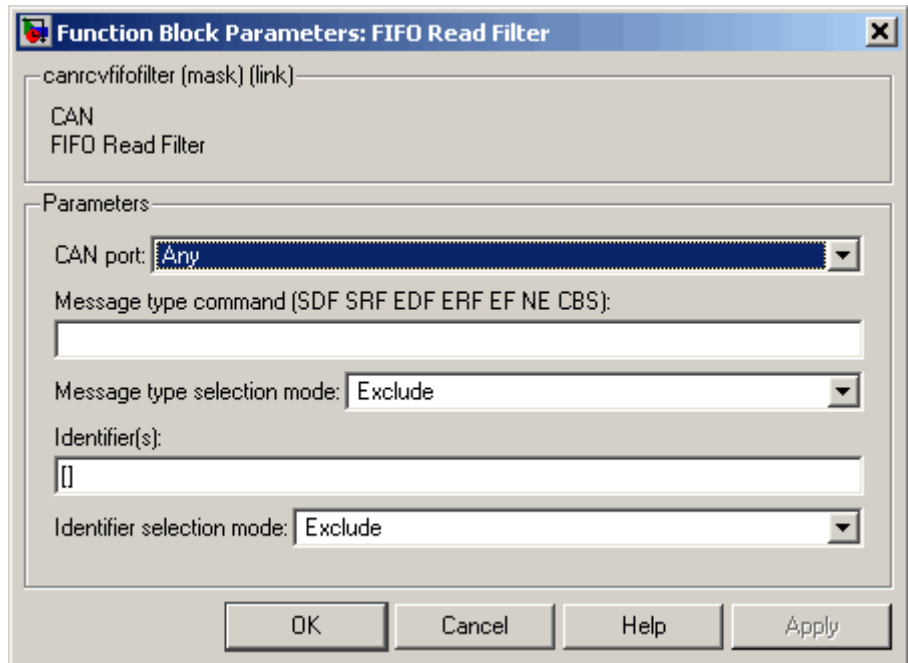 Function Block Parameters: FIFO Read Filter
canrcvfifofilter (mask) (link)
CAN
FIFO Read Filter
Parameters
CAN port: Any
Message type command (SDF SRF EDF ERF EF NE CBS):
Message type selection mode: Exclude
Identifier(s):
[]
Identifier selection mode: Exclude
OK Cancel Help Apply